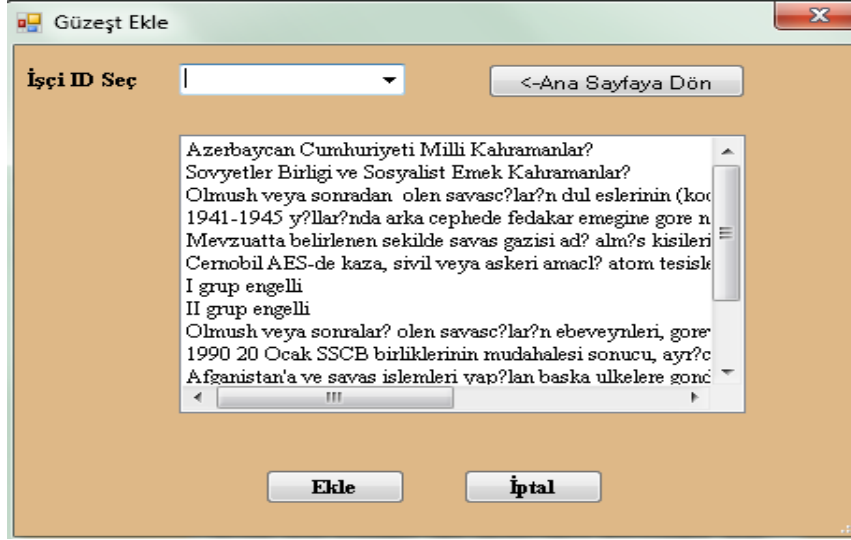 Güzeşt Ekle
İşçi ID Seç
<-Ana Sayfaya Dön
Azerbaycan Cumhuriyeti Milli Kahramanlar?
Sovyetler Birligi ve Sosyalist Emek Kahramanlar?
Olmush veya sonradan olen savasc?lar?n dul eslerinin (koc
1941-1945 y?llar?nda arka cephede fedakar emegine gore n
Mevzuatta belirlenen sekilde savas gazisi ad? alm?s kisileri
Cernobil AES-de kaza, sivil veya askeri amacl? atom tesisle
I grup engelli
II grup engelli
Olmush veya sonralar? olen savasc?lar?n ebeveynleri, gorev
1990 20 Ocak SSCB birliklerinin mudahalesi sonucu, ayr?c
Afganistan'a ve savas islemleri yap?lan baska ulkelere gond
Ekle
İptal